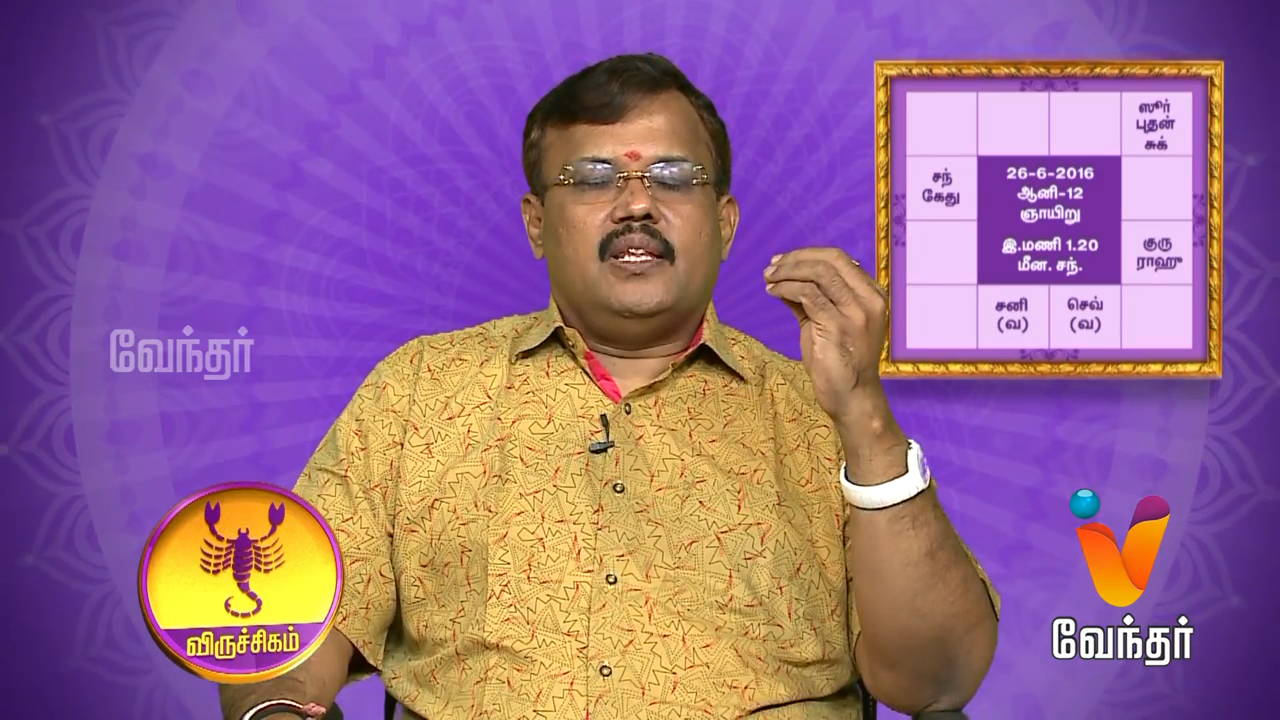 ஸூர்
புதன்
சுக்
சந்
கேது
26-6-2016
ஆனி-12
ஞாயிறு
இ.மணி 1.20
மீன. சந்.
குரு
ராஹு
சனி
(வ)
செவ்
(வ)
வேந்தர்
விருச்சிகம்
வேந்தர்